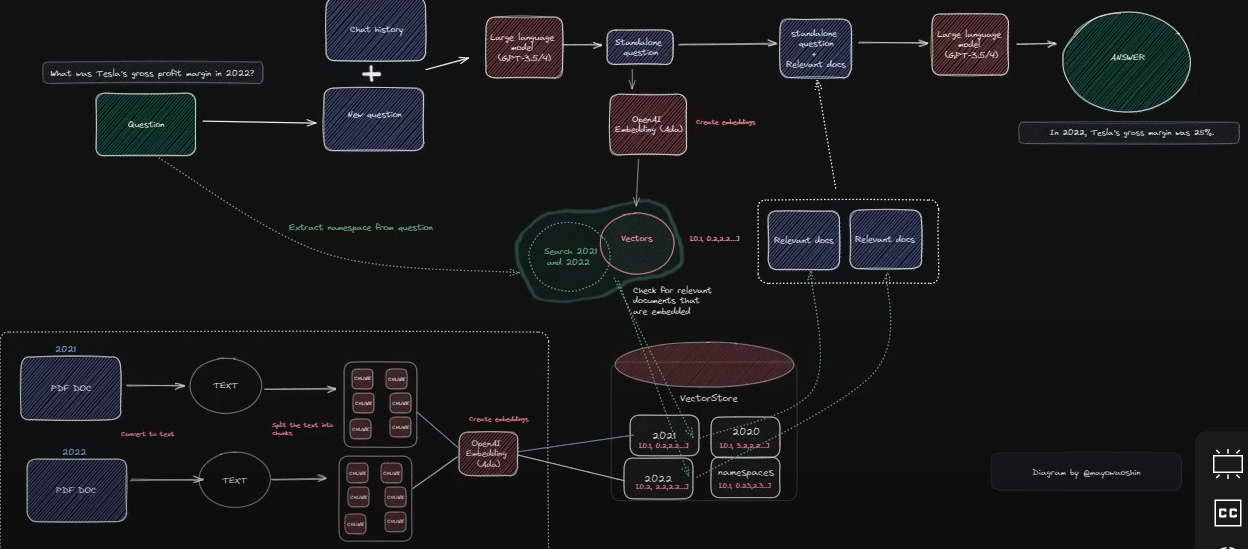 Chat history
Large language
model
(GPT-3.5/4)
Standalone
question
standalone
question
Relevant docs
Large language
model
(GPT-3.5/4)
ANSWER
What was Tesla's gross profit margin in 2022?
Question
New question
OpenAI
Embedding (Ada)
Create embeddings
In 2022, Tesla's gross margin was 25%.
Extract namespace from question
Search 2021
and 2022
Vectors
[0.1, 0.2,2.2....]
Relevant docs
Relevant docs
Check for relevant
documents that
are embedded
2021
PDF DOC
TEXT
CHUNK
CHUNK
CHUNK
CHUNK
CHUNK
CHUNK
VectorStore
Convert to text
Split the text into
chunks
Create embeddings
OpenAI
Embedding
(Ada)
2021
[0.1, 0.2,2.2....]
2020
[0.1, 3.2,2.2....]
2022
PDF DOC
TEXT
CHUNK
CHUNK
CHUNK
CHUNK
CHUNK
CHUNK
2022
[0.2, 2.2,2.2....]
namespaces
[0.1, 0.23,2.3....]
Diagram by @mayowaoshin
CC